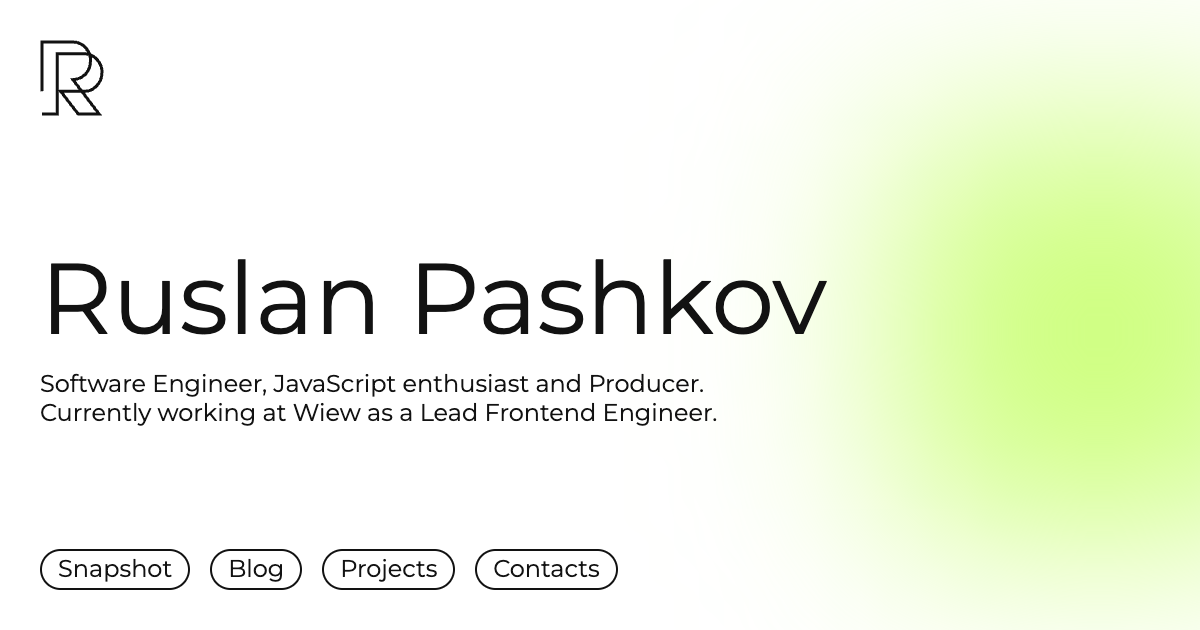 Ruslan Pashkov
Software Engineer, JavaScript enthusiast and Producer.
Currently working at Wiew as a Lead Frontend Engineer.
Snapshot Blog Projects Contacts